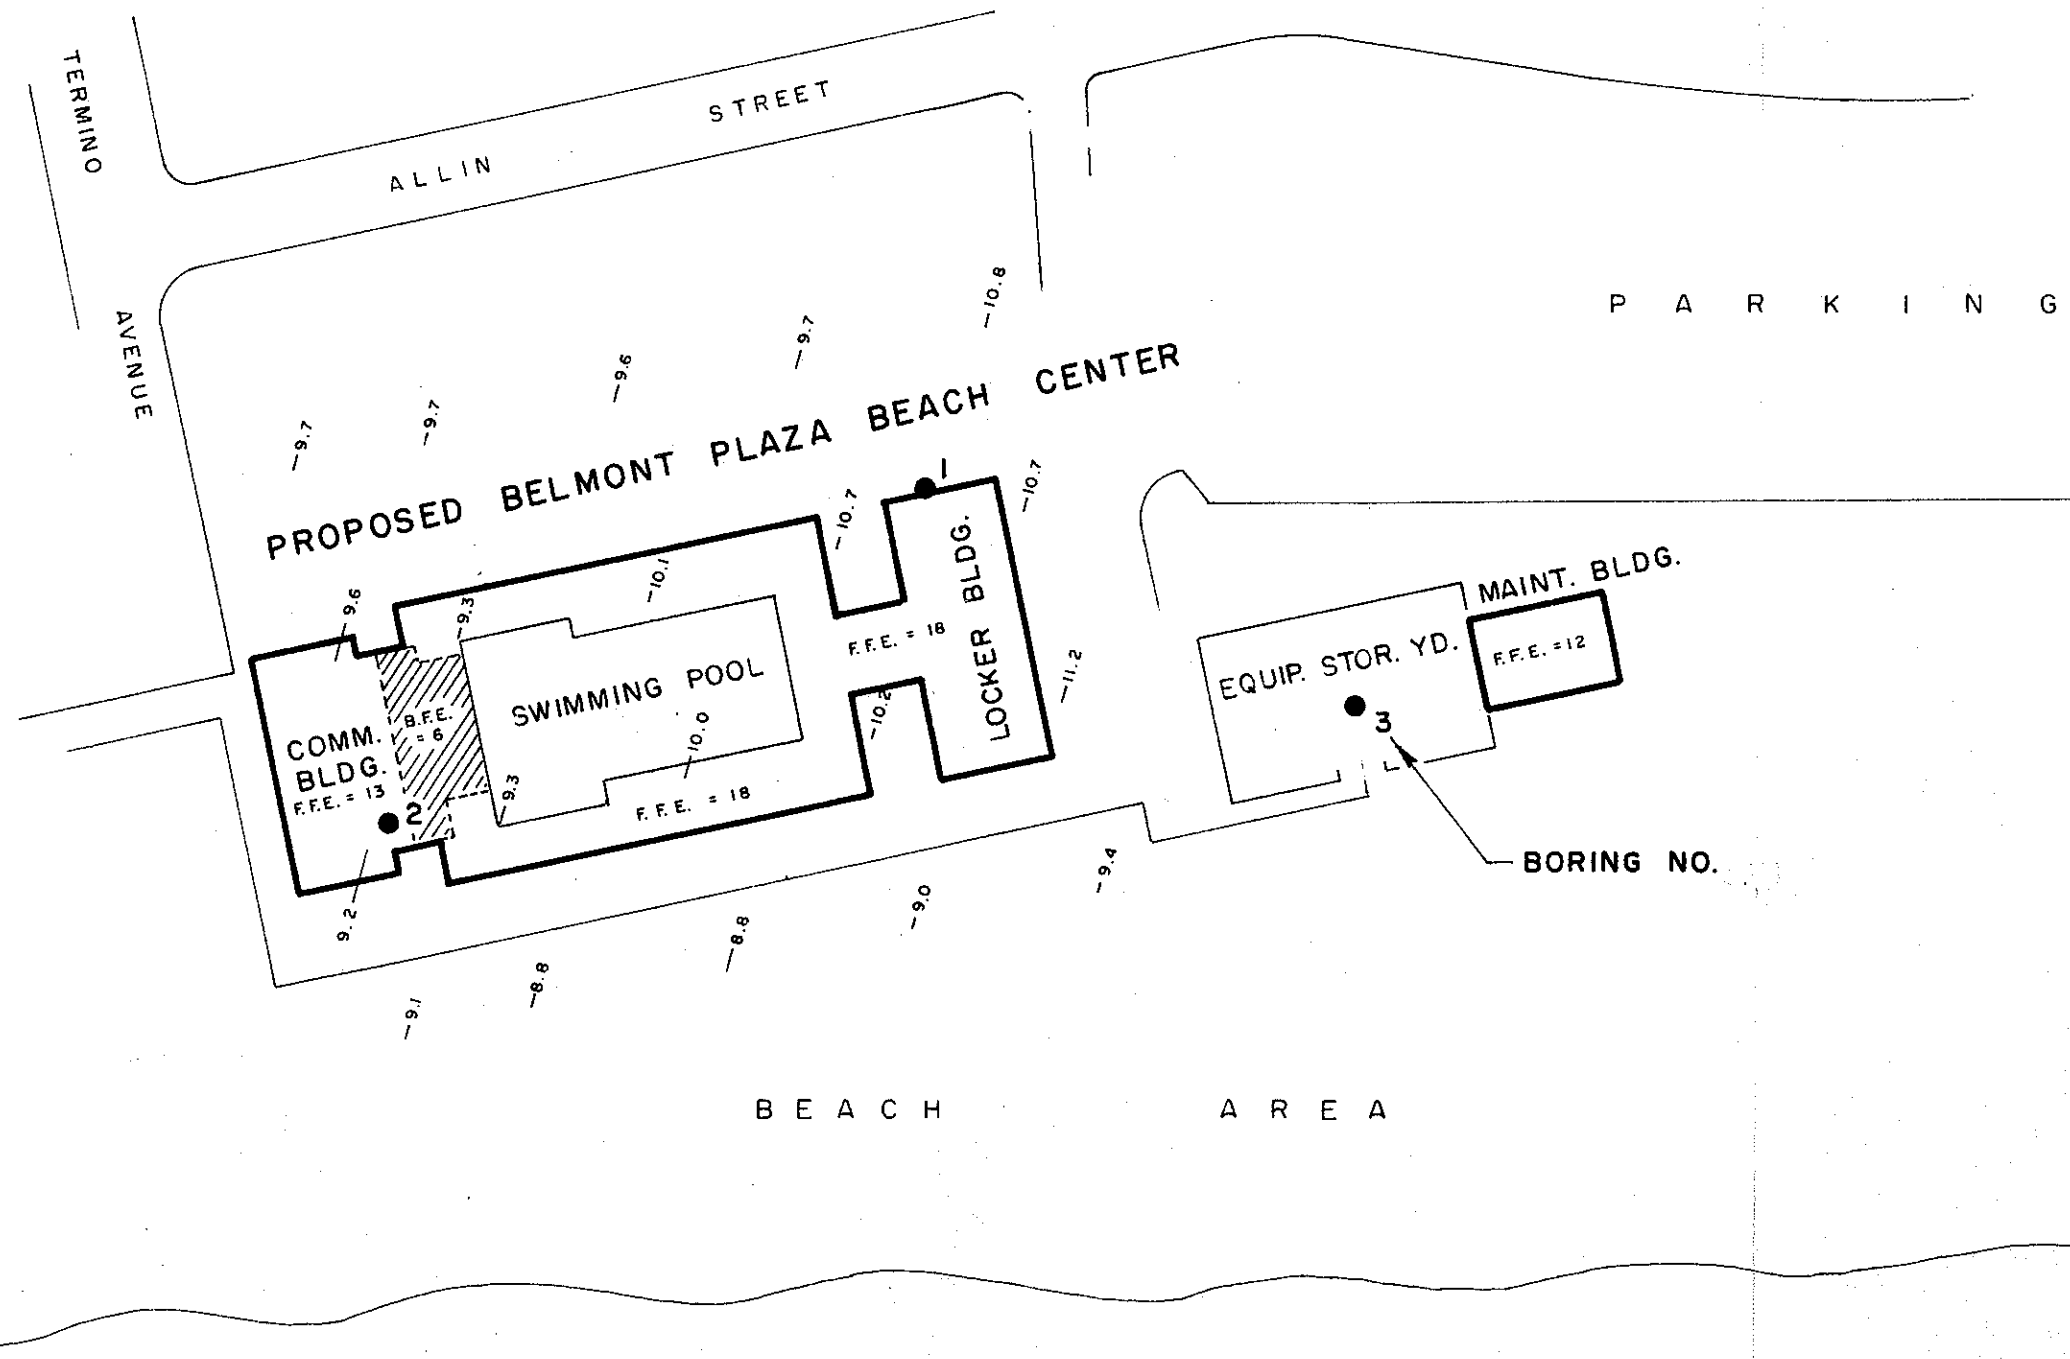 TERMINO
AVENUE
ALLIN STREET
PARKING
10.8
9.7
9.6
9.7
9.7
PROPOSED BELMONT PLAZA BEACH CENTER
1
10.7
10.7
10.1
9.3
9.6
LOCKER BLDG.
F.F.E. = 18
MAINT. BLDG.
F.F.E. = 12
EQUIP. STOR. YD.
3
SWIMMING POOL
11.2
10.2
10.0
B.F.E.
= 6
COMM.
BLDG.
F.F.E. = 13
2
9.3
F.F.E. = 18
BORING NO.
9.2
9.4
9.0
8.8
8.8
9.1
BEACH AREA